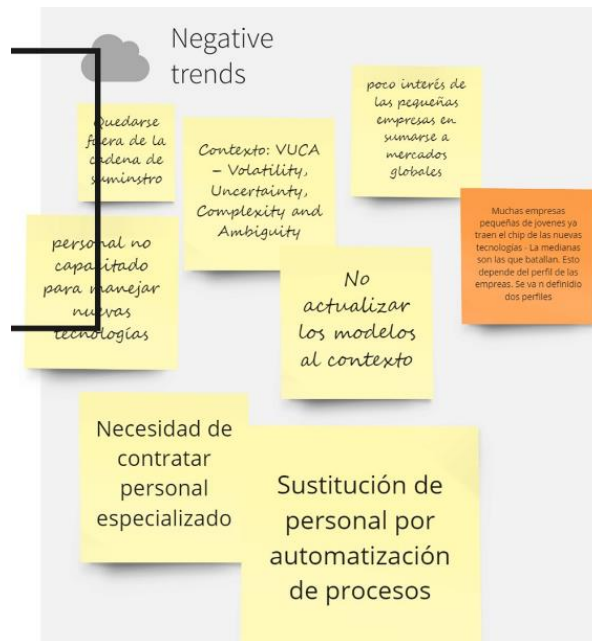 Negative
trends
Quedarse
fuera de la
cadena de
suminstro
Contexto: VUCA
– Volatility,
Uncertainty,
Complexity and
Ambiguity
poco interés de
las pequeñas
empresas en
sumarse a
mercados
globales
Muchas empresas
pequeñas de jovenes ya
traen el chip de las nuevas
tecnologías - La medianas
son las que batallan. Esto
depende del perfil de las
empreas. Se va n definidio
dos perfiles
personal no
capacitado
para manejar
nuevas
tecnologías
No
actualizar
los modelos
al contexto
Necesidad de
contratar
personal
especializado
Sustitución de
personal por
automatización
de procesos